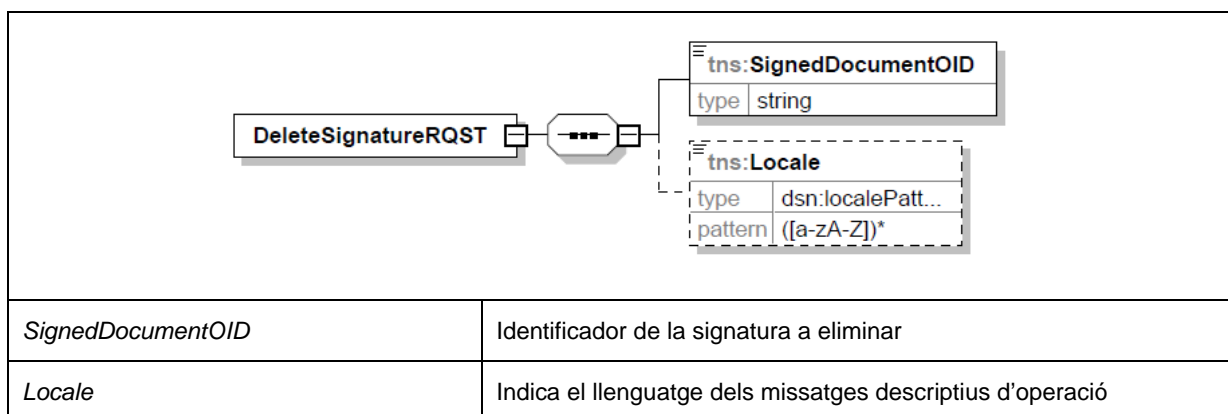 tns:SignedDocumentOID
type string
DeleteSignatureRQST
tns:Locale
type dsn:localePatt...
pattern ([a-zA-Z])*
SignedDocumentOID Identificador de la signatura a eliminar
Locale Indica el llenguatge dels missatges descriptius d’operació